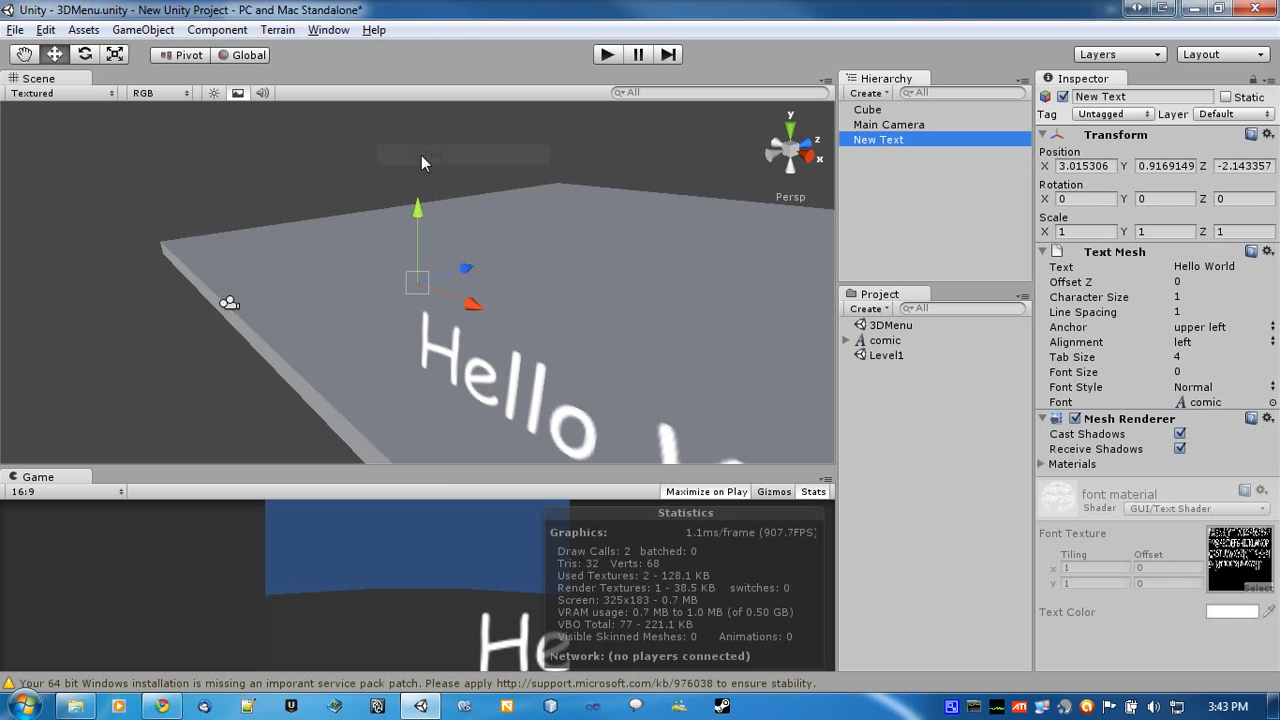 Unity - 3DMenu.unity - New Unity Project - PC and Mac Standalone*
File Edit Assets GameObject Component Terrain Window Help
Pivot Global Layers Layout
Scene
Textured RGB All
y
z
x
Persp
Hello
Game
16:9 Maximize on Play Gizmos Stats
Statistics
Graphics: 1.1ms/frame (907.7FPS)
Draw Calls: 2 batched: 0
Tris: 32 Verts: 68
Used Textures: 2 - 128.1 KB
Render Textures: 1 - 38.5 KB switches: 0
Screen: 325x183 - 0.7 MB
VRAM usage: 0.7 MB to 1.0 MB (of 0.50 GB)
VBO Total: 77 - 221.1 KB
Visible Skinned Meshes: 0 Animations: 0
Network: (no players connected)
He
Hierarchy
Create All
Cube
Main Camera
New Text
Project
Create All
3DMenu
comic
Level1
Inspector
New Text Static
Tag Untagged Layer Default
Transform
Position
X 3.015306 Y 0.9169149 Z -2.143357
Rotation
X 0 Y 0 Z 0
Scale
X 1 Y 1 Z 1
Text Mesh
Text Hello World
Offset Z 0
Character Size 1
Line Spacing 1
Anchor upper left
Alignment left
Tab Size 4
Font Size 0
Font Style Normal
Font comic
Mesh Renderer
Cast Shadows
Receive Shadows
Materials
font material
Shader GUI/Text Shader
Font Texture
Tiling Offset
x 1 0
y 1 0
Select
Text Color
Your 64 bit Windows installation is missing an important service pack patch. Please apply http://support.microsoft.com/kb/976038 to ensure stability.
3:43 PM